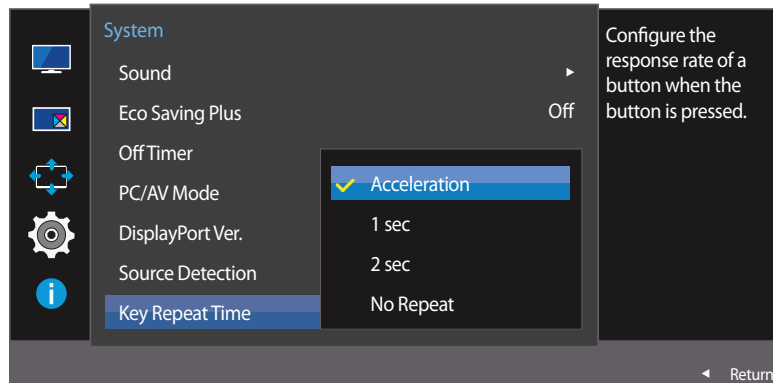 System
Sound
Eco Saving Plus Off
Off Timer
PC/AV Mode
DisplayPort Ver.
Source Detection
Key Repeat Time
Acceleration
1 sec
2 sec
No Repeat
Configure the
response rate of a
button when the
button is pressed.
Return